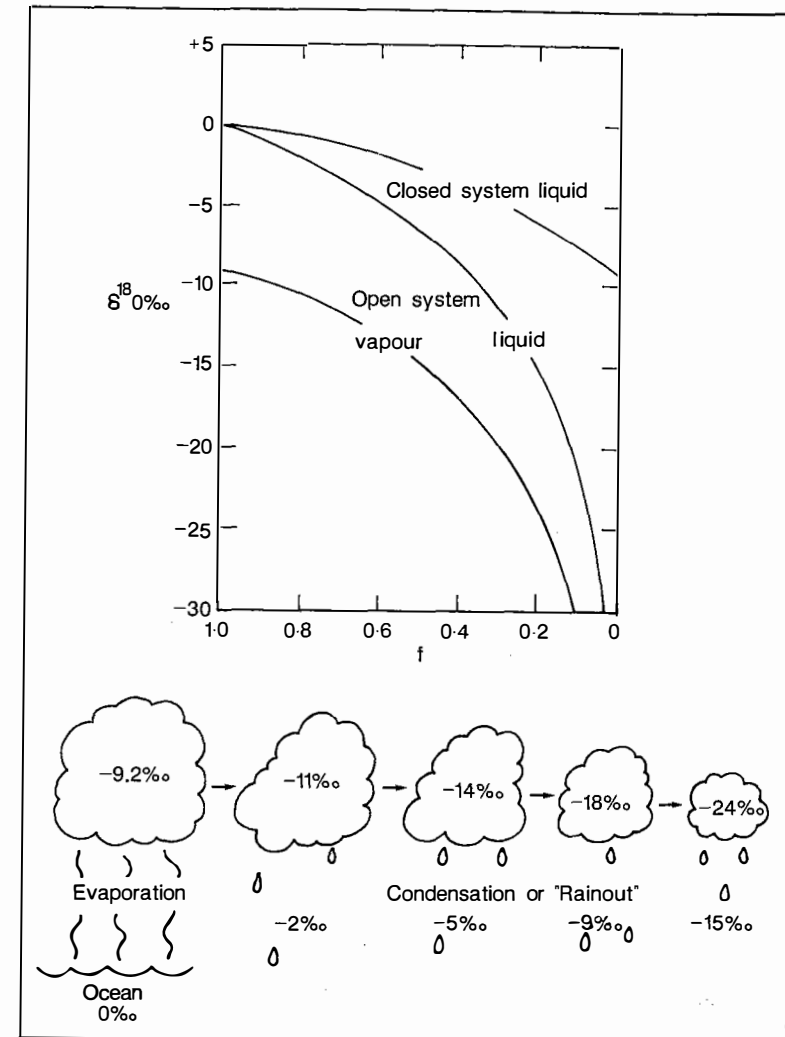 +5
0
Closed system liquid
−5
δ¹⁸0‰
−10
Open system
vapour
liquid
−15
−20
−25
−30
1·0
0·8
0·6
0·4
0·2
0
f
−9.2‰
−11‰
−14‰
−18‰
−24‰
Evaporation
Condensation or "Rainout"
−2‰
−5‰
−9‰
−15‰
Ocean
0‰